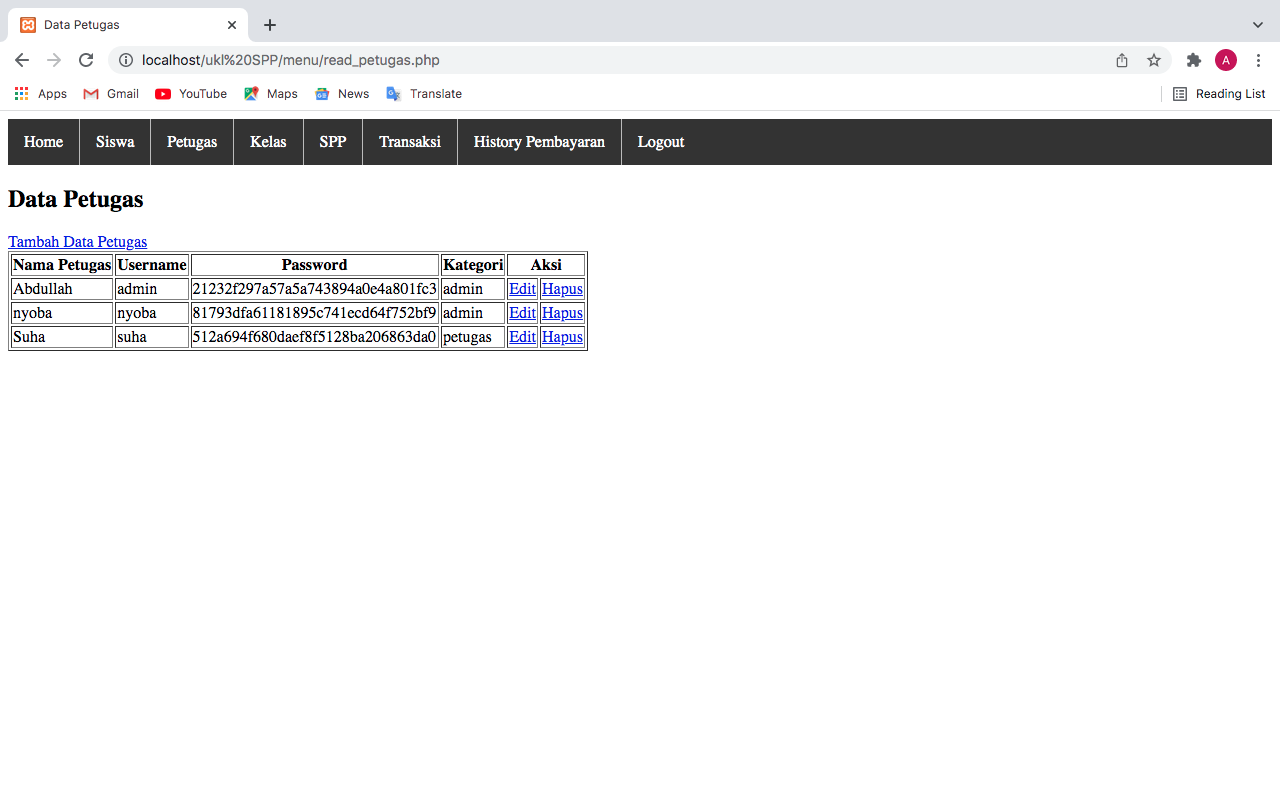 Data Petugas
localhost/ukl%20SPP/menu/read_petugas.php
A
Apps Gmail YouTube Maps News Translate Reading List
Home Siswa Petugas Kelas SPP Transaksi History Pembayaran Logout
Data Petugas
Tambah Data Petugas
Nama Petugas Username Password Kategori Aksi
Abdullah admin 21232f297a57a5a743894a0e4a801fc3 admin Edit Hapus
nyoba nyoba 81793dfa61181895c741ecd64f752bf9 admin Edit Hapus
Suha suha 512a694f680daef8f5128ba206863da0 petugas Edit Hapus